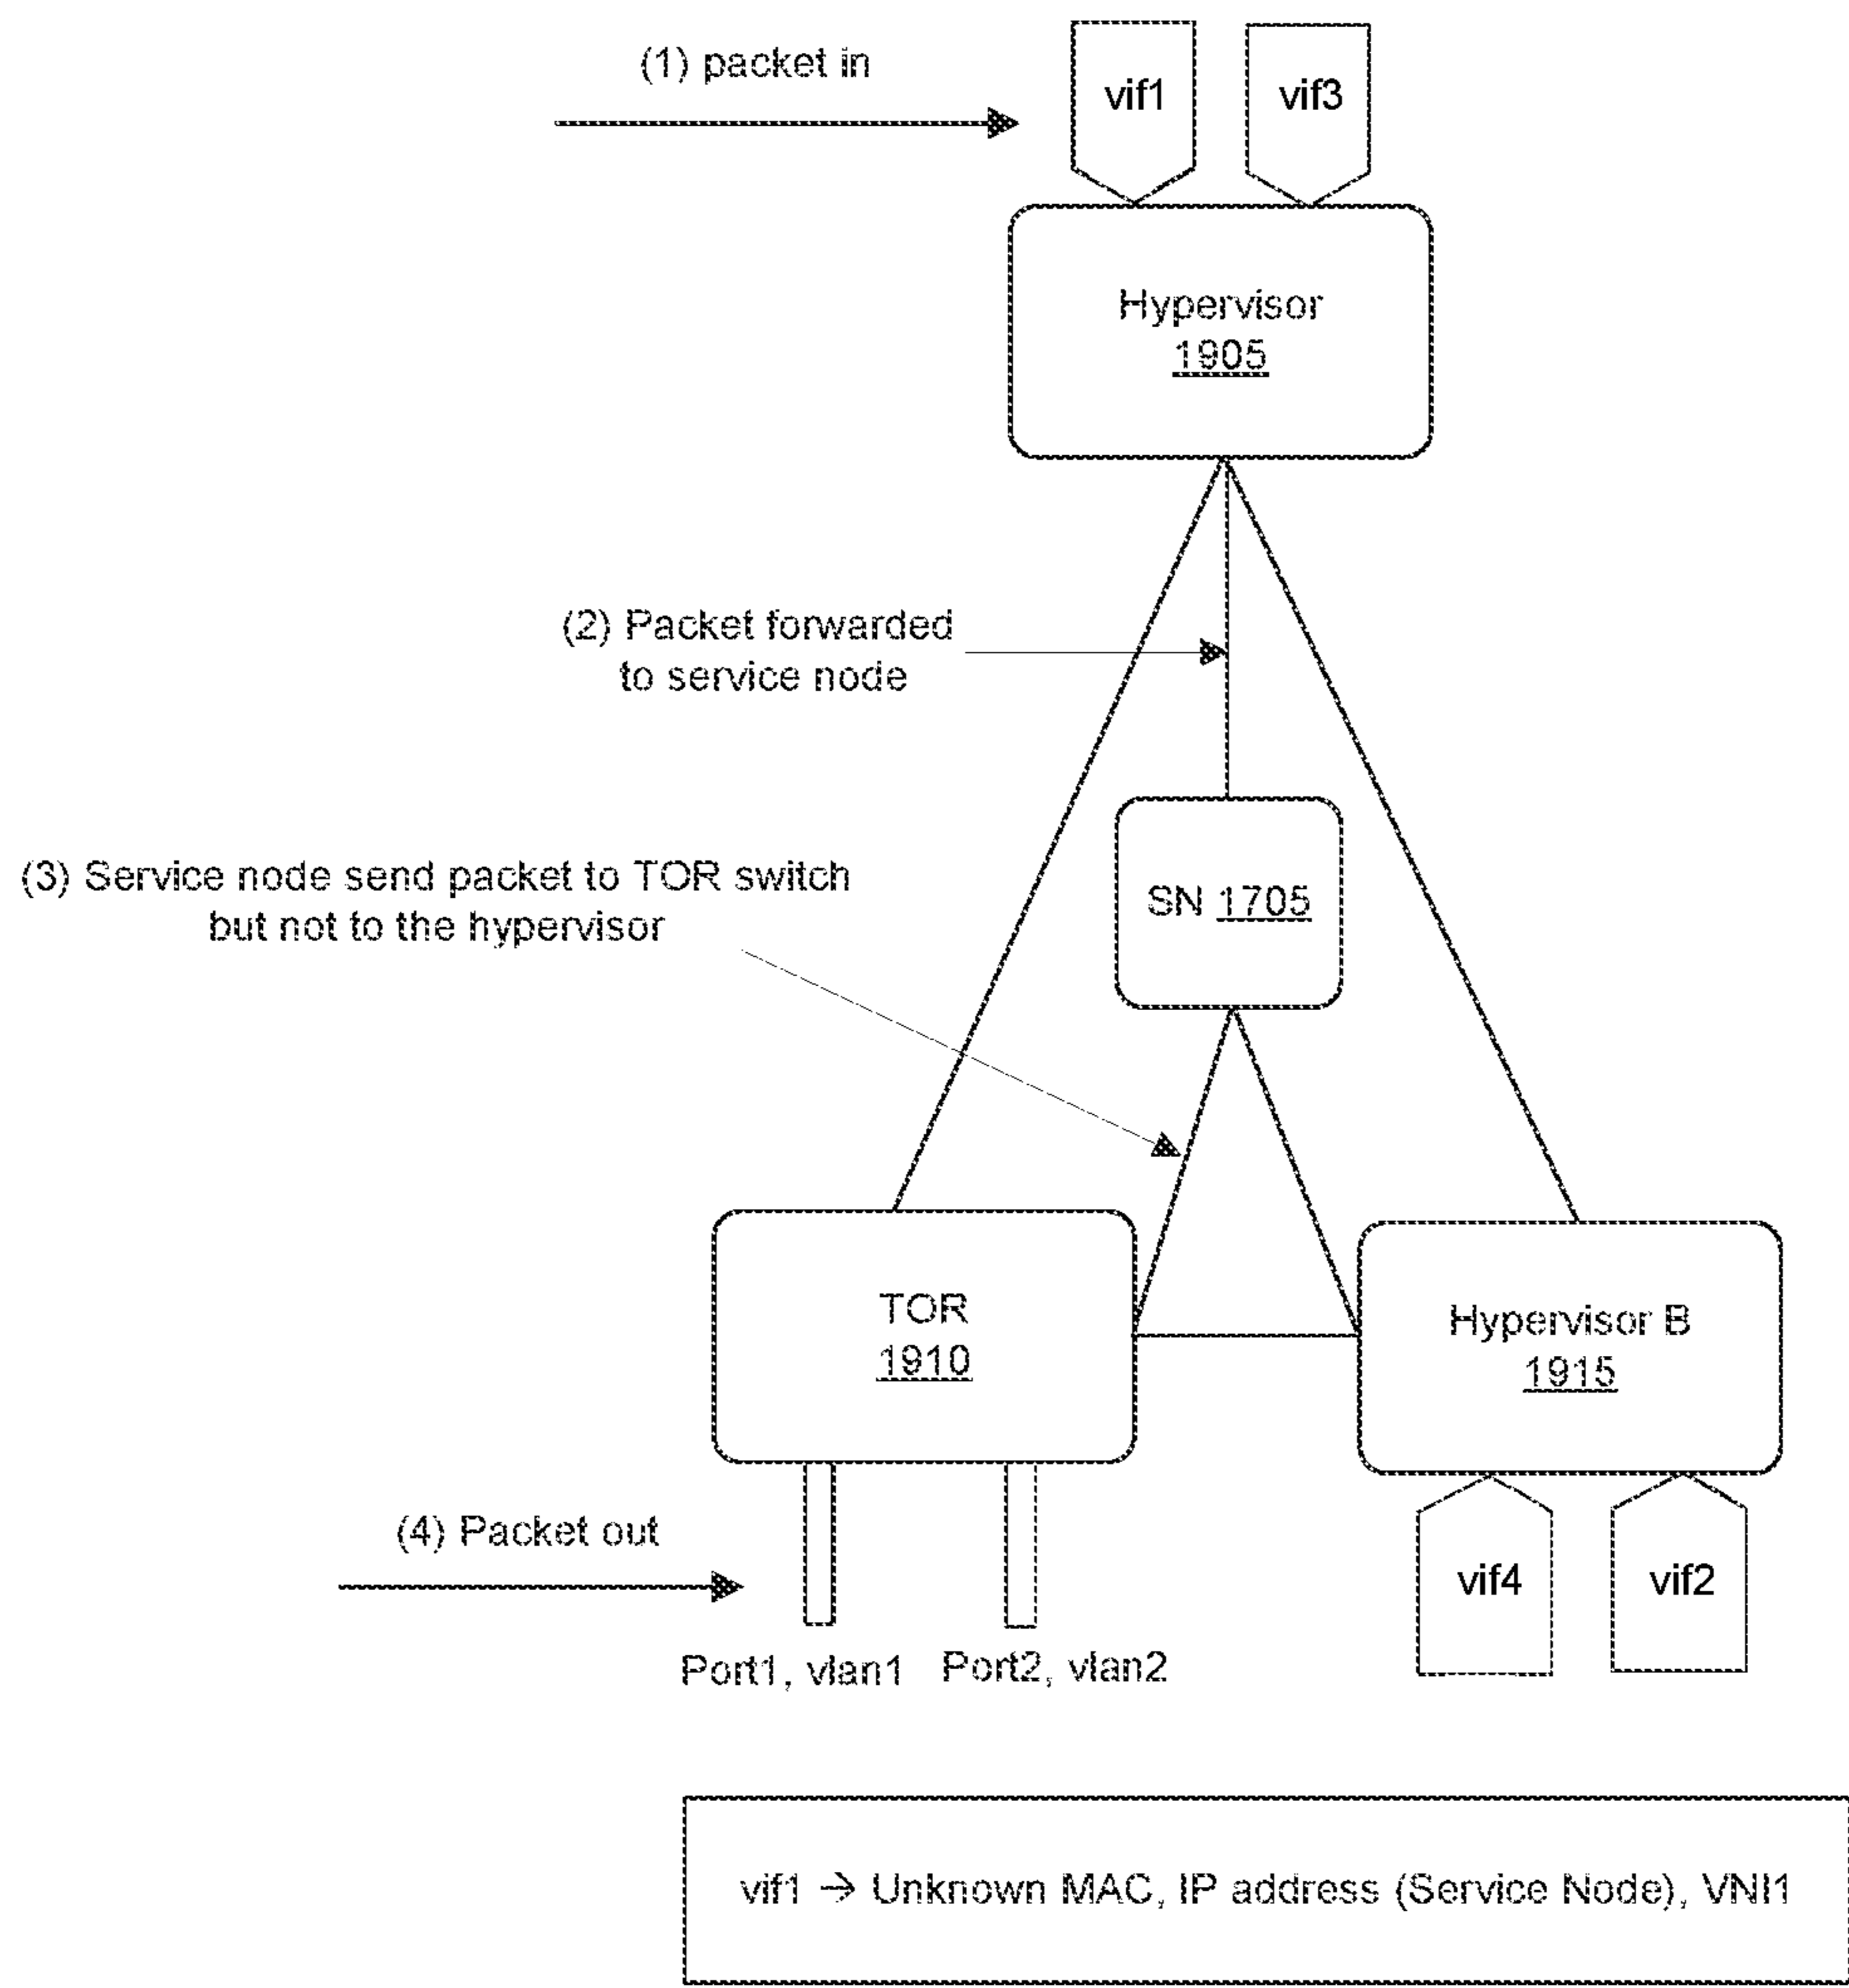 (1) packet in
vif1
vif3
Hypervisor
1905
(2) Packet forwarded
to service node
(3) Service node send packet to TOR switch
but not to the hypervisor
SN 1705
TOR
1910
Hypervisor B
1915
(4) Packet out
vif4
vif2
Port1, vlan1
Port2, vlan2
vif1 → Unknown MAC, IP address (Service Node), VNI1